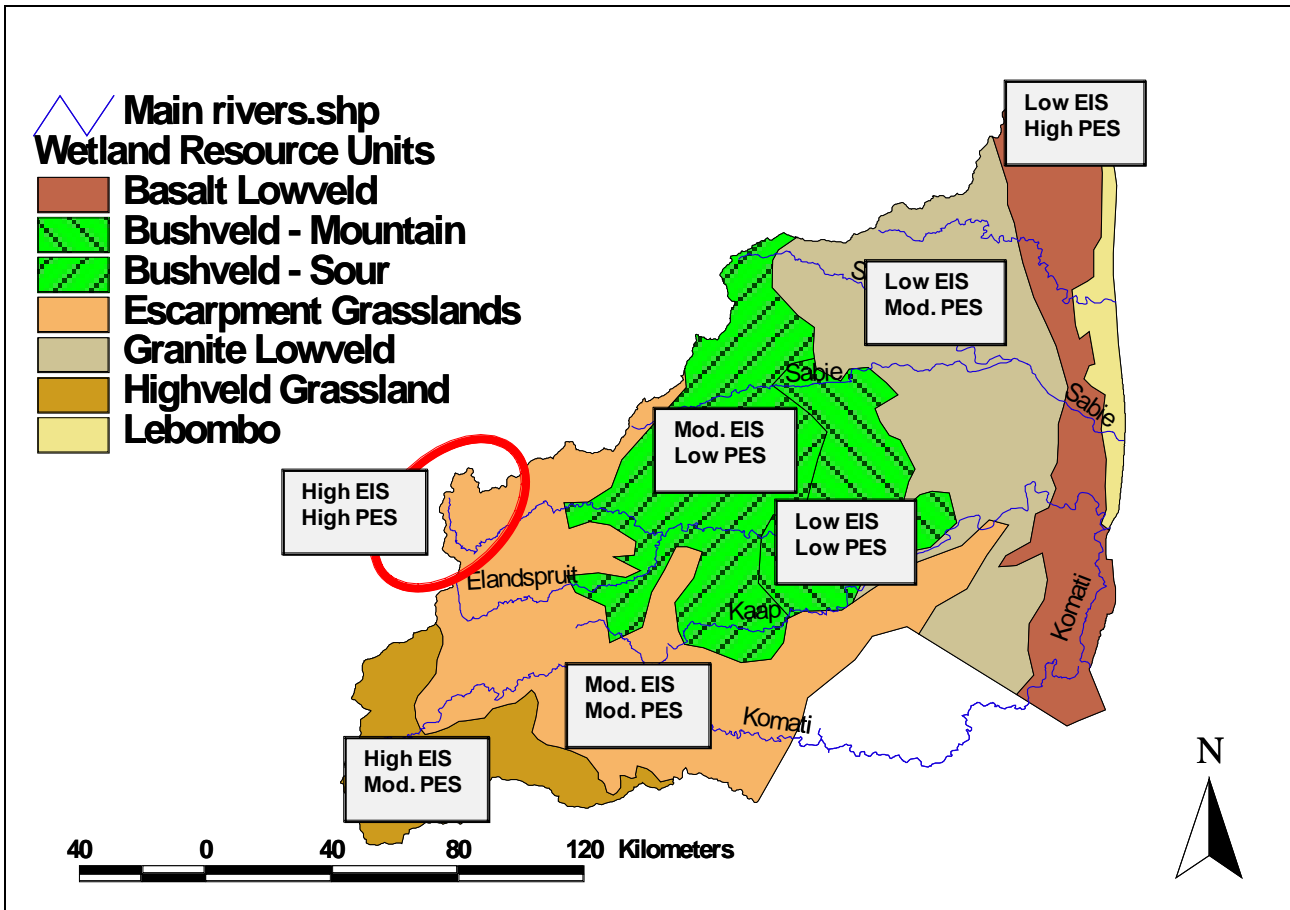 Main rivers.shp
Wetland Resource Units
Basalt Lowveld
Bushveld - Mountain
Bushveld - Sour
Escarpment Grasslands
Granite Lowveld
Highveld Grassland
Lebombo
Low EIS
High PES
S
Low EIS
Mod. PES
Sabie
Sabie
Mod. EIS
Low PES
High EIS
High PES
Low EIS
Low PES
Elandspruit
Kaap
Komati
Mod. EIS
Mod. PES
Komati
High EIS
Mod. PES
N
40 0 40 80 120 Kilometers